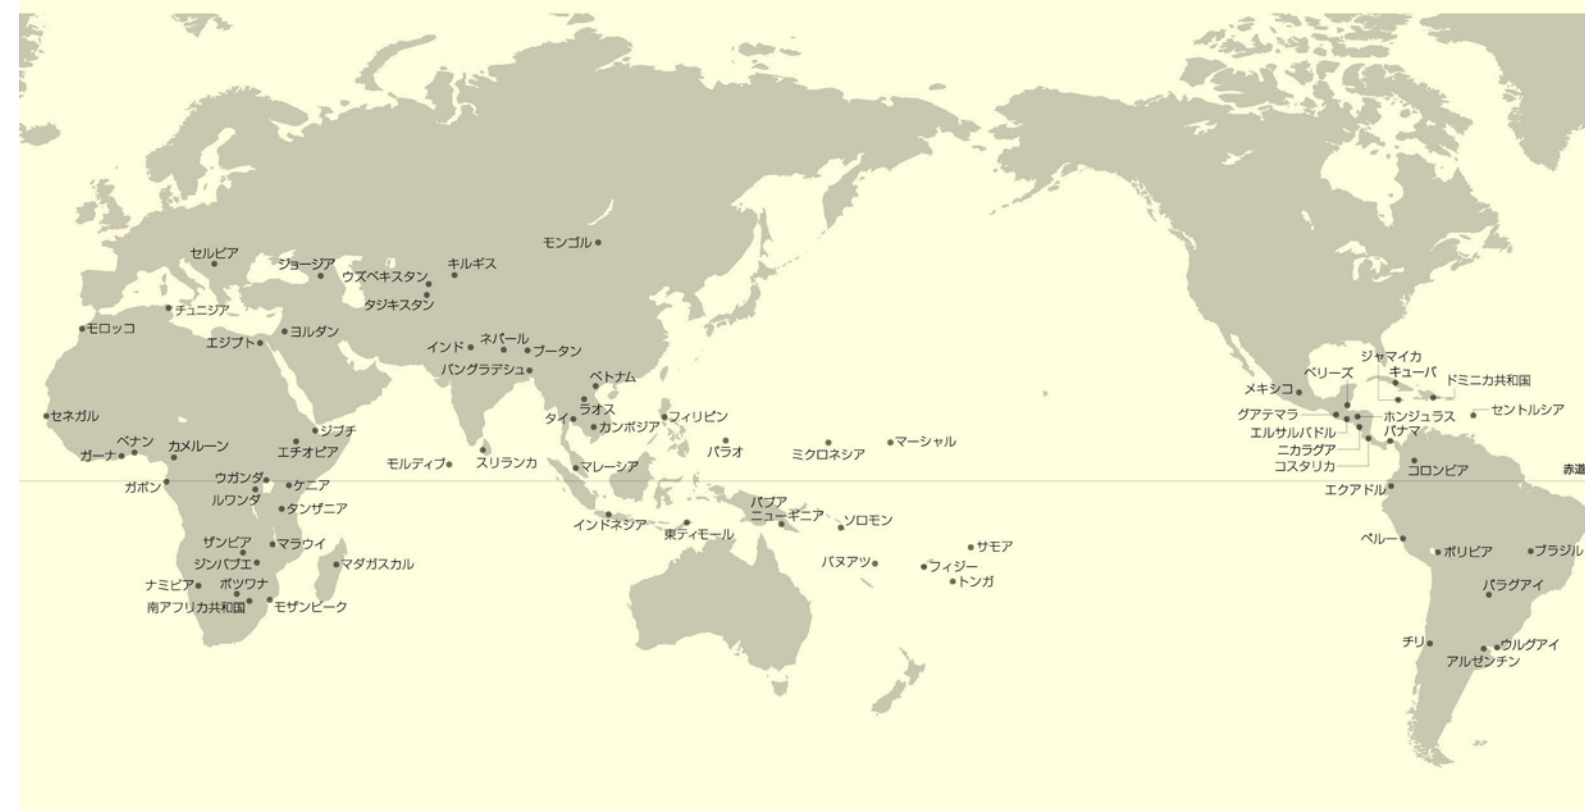 モンゴル
セルビア
ジョージア
ウズベキスタン
キルギス
タジキスタン
チュニジア
モロッコ
エジプト
ヨルダン
インド
ネパール
ブータン
バングラデシュ
ベトナム
ラオス
タイ
カンボジア
フィリピン
セネガル
ジブチ
エチオピア
ベナン
ガーナ
カメルーン
モルディブ
スリランカ
マレーシア
パラオ
ミクロネシア
マーシャル
ガボン
ウガンダ
ルワンダ
ケニア
タンザニア
インドネシア
東ティモール
パプア
ニューギニア
ソロモン
ザンビア
マラウイ
ジンバブエ
マダガスカル
ナミビア
ボツワナ
南アフリカ共和国
モザンビーク
バヌアツ
サモア
フィジー
トンガ
ジャマイカ
キューバ
ベリーズ
ドミニカ共和国
メキシコ
グアテマラ
ホンジュラス
セントルシア
エルサルバドル
パナマ
ニカラグア
コスタリカ
コロンビア
赤道
エクアドル
ペルー
ボリビア
ブラジル
パラグアイ
チリ
ウルグアイ
アルゼンチン